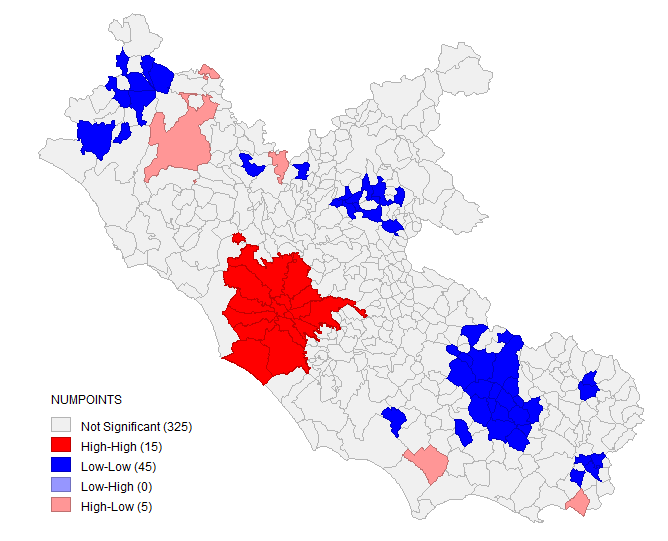 NUMPOINTS
Not Significant (325)
High-High (15)
Low-Low (45)
Low-High (0)
High-Low (5)